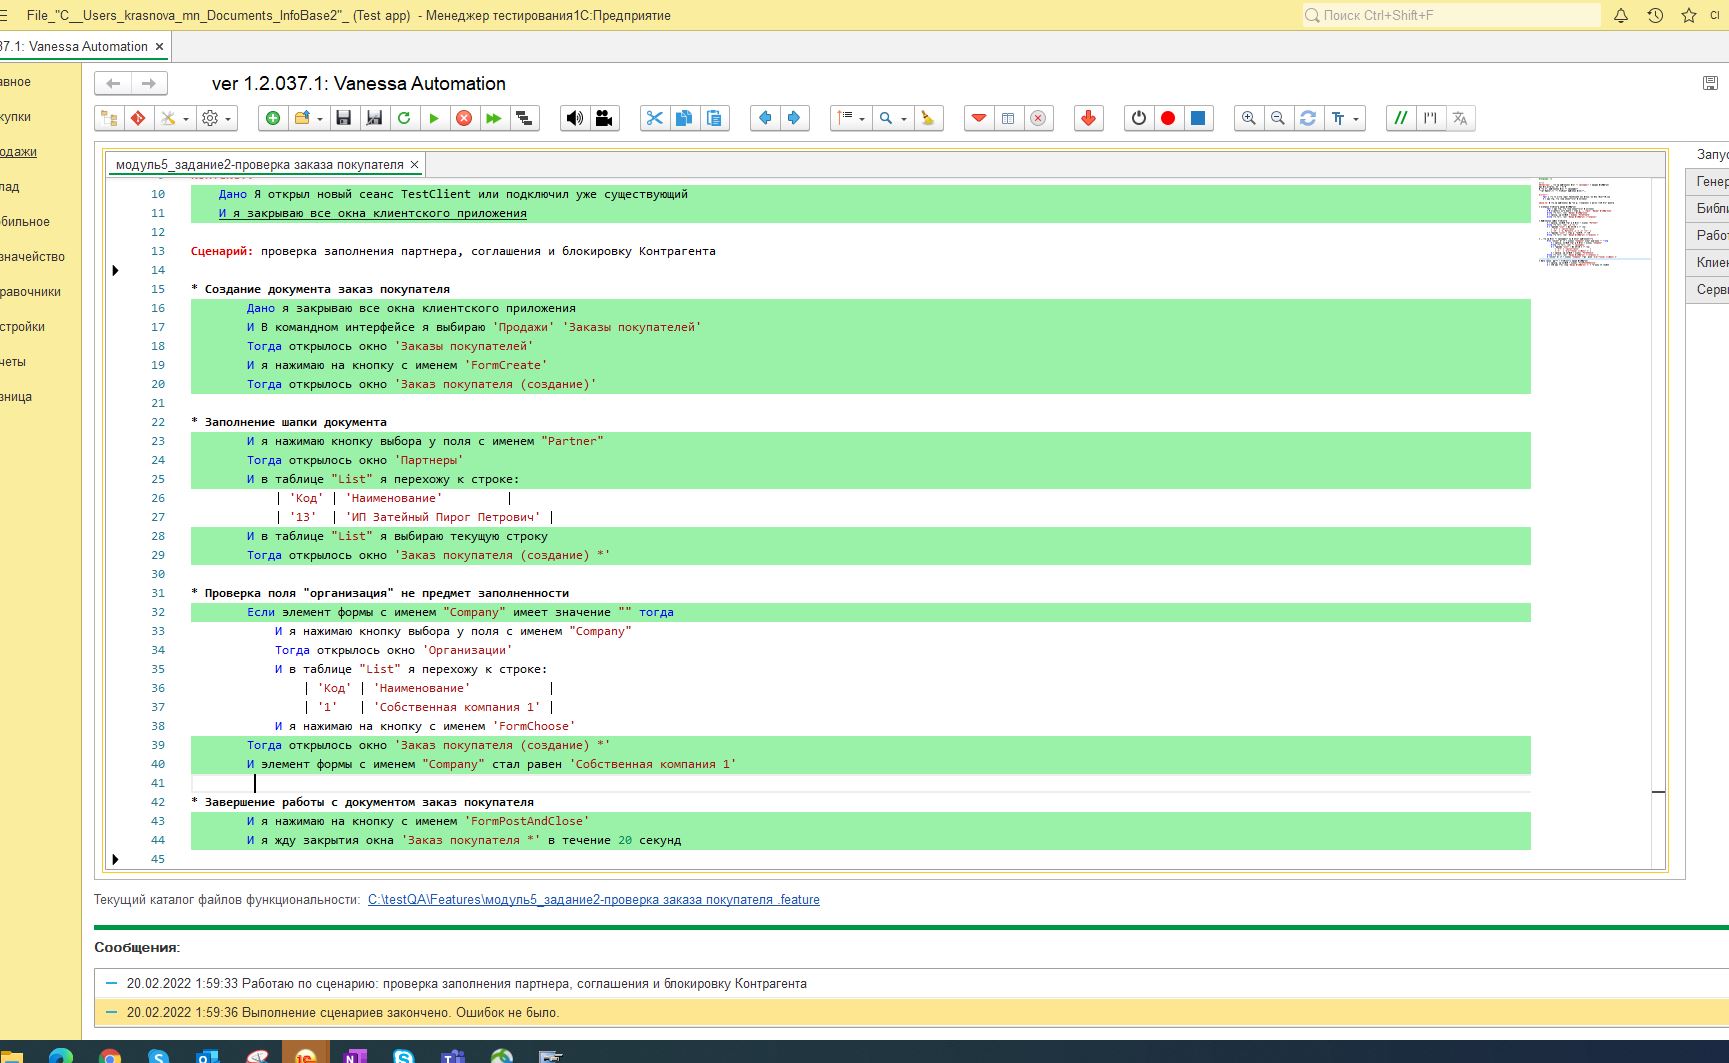 File_"C__Users_krasnova_mn_Documents_InfoBase2"_ (Test app) - Менеджер тестирования1С:Предприятие
Поиск Ctrl+Shift+F
37.1: Vanessa Automation ×
ver 1.2.037.1: Vanessa Automation
модуль5_задание2-проверка заказа покупателя ×
10 Дано Я открыл новый сеанс TestClient или подключил уже существующий
11 И я закрываю все окна клиентского приложения
12
13 Сценарий: проверка заполнения партнера, соглашения и блокировку Контрагента
14
15 * Создание документа заказ покупателя
16 Дано я закрываю все окна клиентского приложения
17 И В командном интерфейсе я выбираю 'Продажи' 'Заказы покупателей'
18 Тогда открылось окно 'Заказы покупателей'
19 И я нажимаю на кнопку с именем 'FormCreate'
20 Тогда открылось окно 'Заказ покупателя (создание)'
21
22 * Заполнение шапки документа
23 И я нажимаю кнопку выбора у поля с именем "Partner"
24 Тогда открылось окно 'Партнеры'
25 И в таблице "List" я перехожу к строке:
26 | 'Код' | 'Наименование' |
27 | '13' | 'ИП Затейный Пирог Петрович' |
28 И в таблице "List" я выбираю текущую строку
29 Тогда открылось окно 'Заказ покупателя (создание) *'
30
31 * Проверка поля "организация" не предмет заполненности
32 Если элемент формы с именем "Company" имеет значение "" тогда
33 И я нажимаю кнопку выбора у поля с именем "Company"
34 Тогда открылось окно 'Организации'
35 И в таблице "List" я перехожу к строке:
36 | 'Код' | 'Наименование' |
37 | '1' | 'Собственная компания 1' |
38 И я нажимаю на кнопку с именем 'FormChoose'
39 Тогда открылось окно 'Заказ покупателя (создание) *'
40 И элемент формы с именем "Company" стал равен 'Собственная компания 1'
41
42 * Завершение работы с документом заказ покупателя
43 И я нажимаю на кнопку с именем 'FormPostAndClose'
44 И я жду закрытия окна 'Заказ покупателя *' в течение 20 секунд
45
авное
купки
одажи
лад
обильное
значейство
равочники
стройки
четы
зница
Запус
Генер
Библи
Работ
Клиен
Серви
Текущий каталог файлов функциональности: C:\testQA\Features\модуль5_задание2-проверка заказа покупателя .feature
Сообщения:
20.02.2022 1:59:33 Работаю по сценарию: проверка заполнения партнера, соглашения и блокировку Контрагента
20.02.2022 1:59:36 Выполнение сценариев закончено. Ошибок не было.